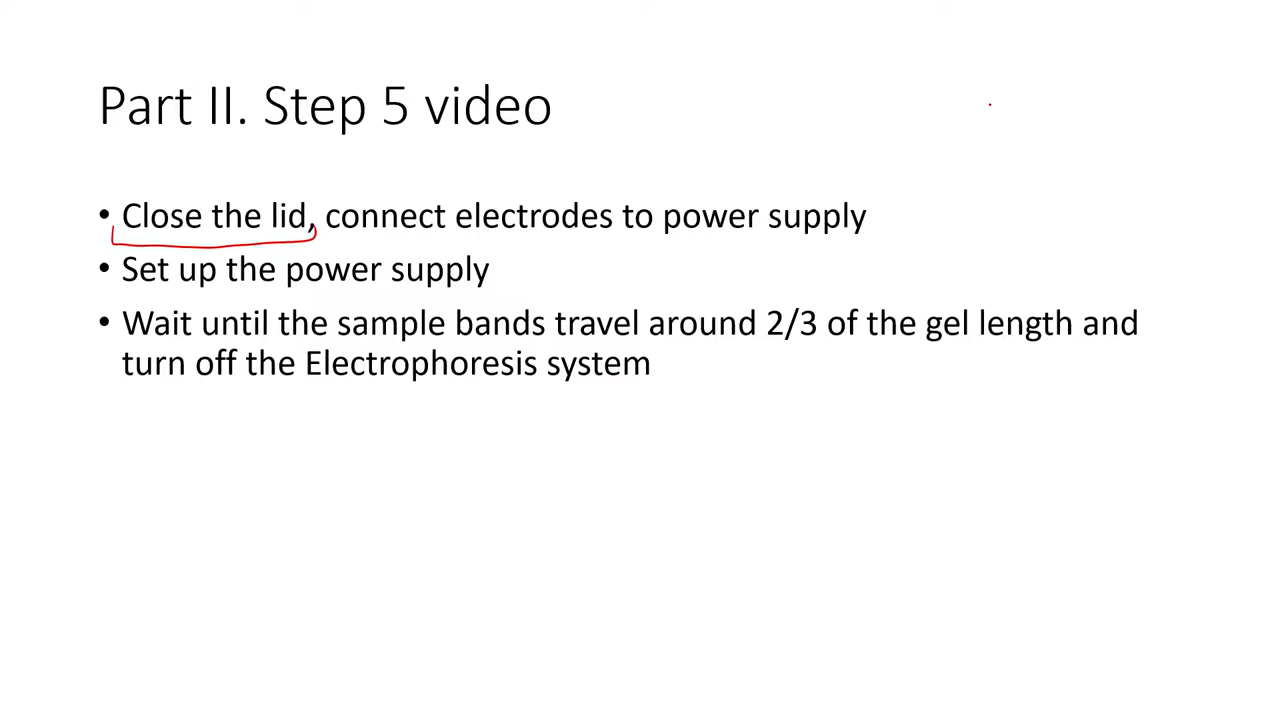 Part II. Step 5 video
• Close the lid, connect electrodes to power supply
• Set up the power supply
• Wait until the sample bands travel around 2/3 of the gel length and
turn off the Electrophoresis system